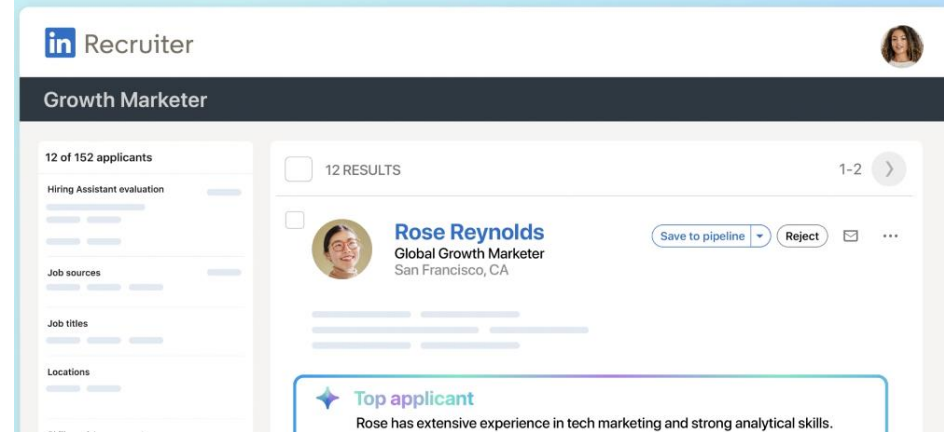 in Recruiter
Growth Marketer
12 of 152 applicants
Hiring Assistant evaluation
Job sources
Job titles
Locations
12 RESULTS
1-2
Rose Reynolds
Global Growth Marketer
San Francisco, CA
Save to pipeline
Reject
Top applicant
Rose has extensive experience in tech marketing and strong analytical skills.